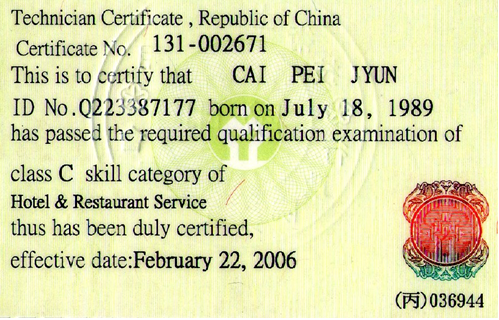 Technician Certificate , Republic of China
Certificate No. 131-002671
This is to certify that CAI PEI JYUN
ID No.Q223387177 born on July 18, 1989
has passed the required qualification examination of
class C skill category of
Hotel & Restaurant Service
thus has been duly certified,
effective date:February 22, 2006
(丙)036944